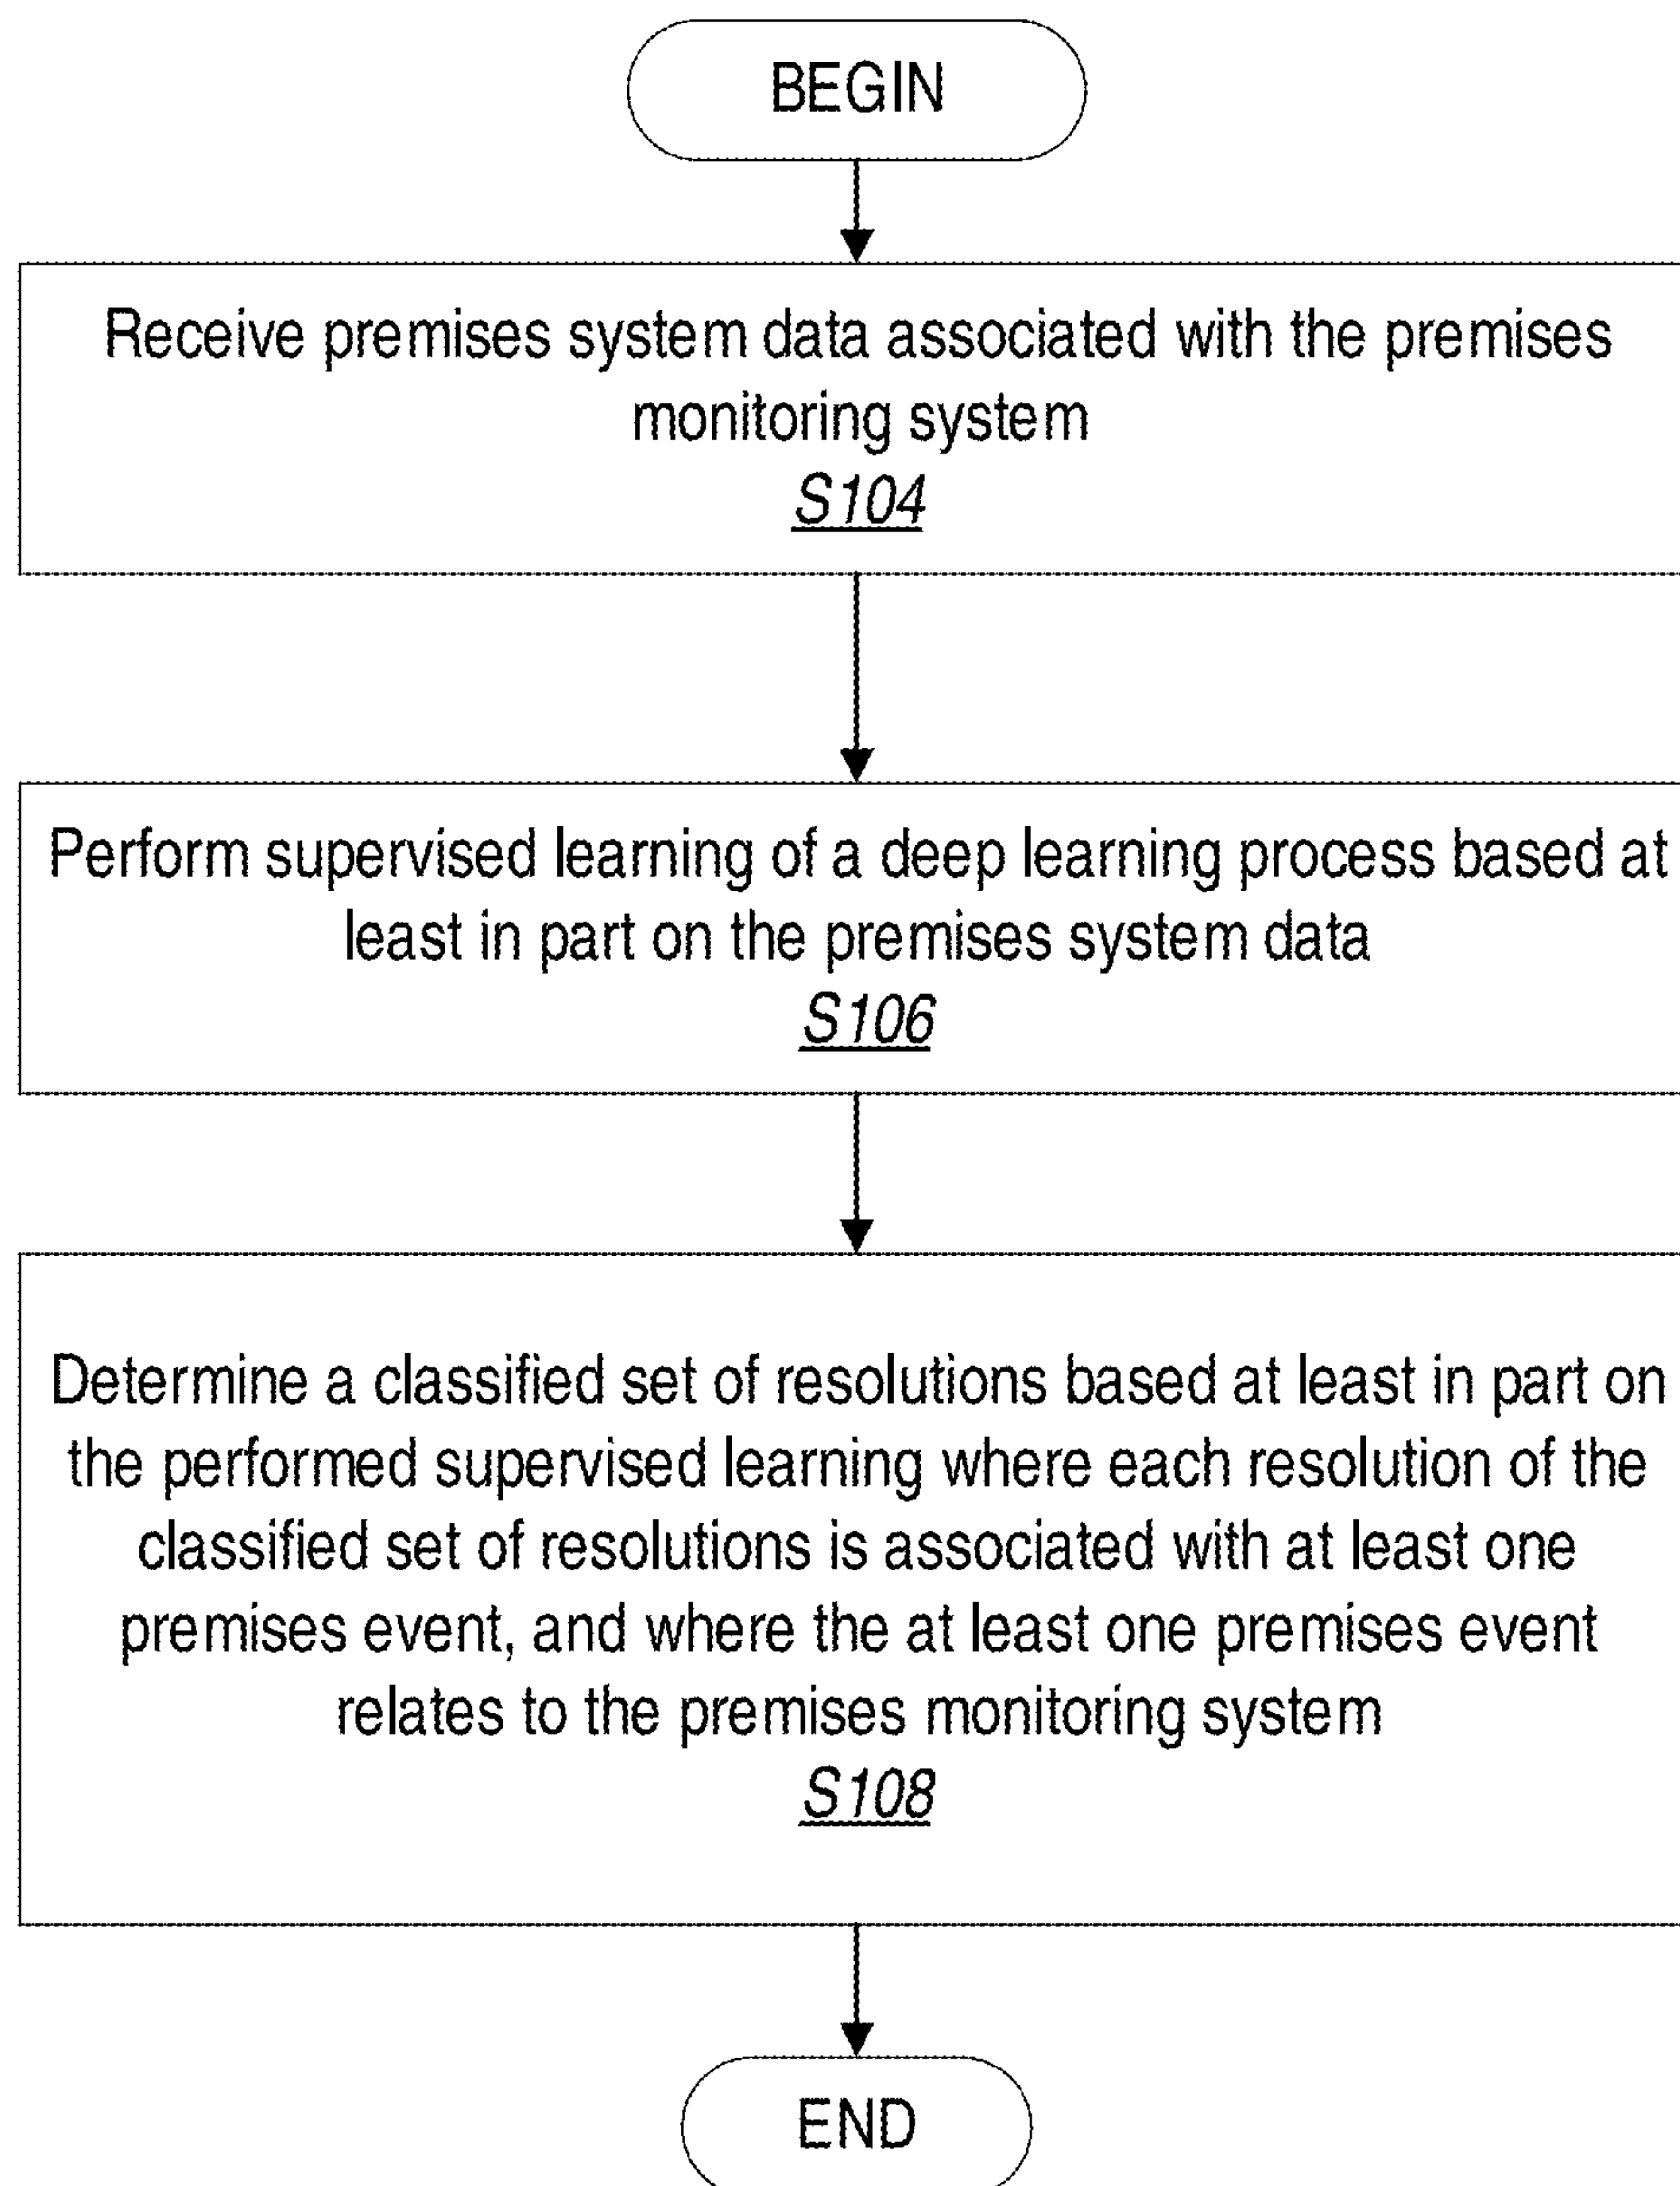 BEGIN
Receive premises system data associated with the premises
monitoring system
S104
Perform supervised learning of a deep learning process based at
least in part on the premises system data
S106
Determine a classified set of resolutions based at least in part on
the performed supervised learning where each resolution of the
classified set of resolutions is associated with at least one
premises event, and where the at least one premises event
relates to the premises monitoring system
S108
END